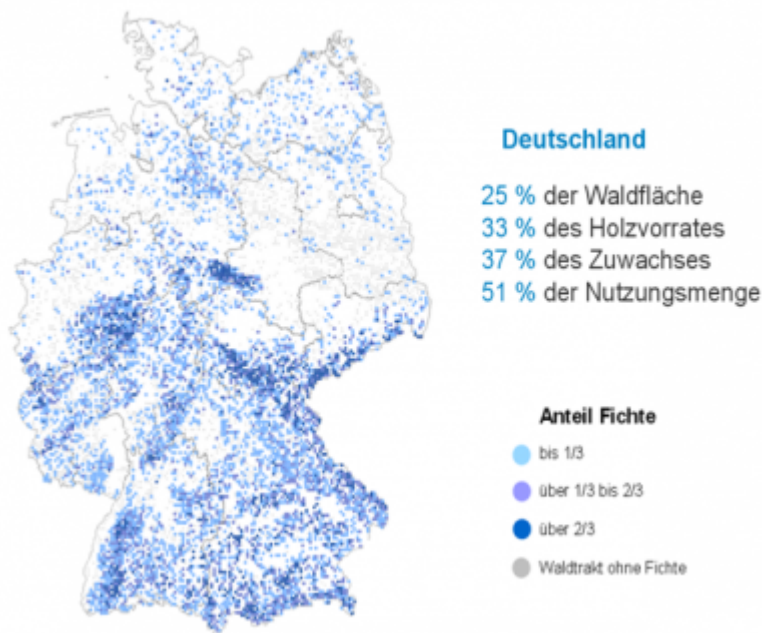 Deutschland
25 % der Waldfläche
33 % des Holzvorrates
37 % des Zuwachses
51 % der Nutzungsmenge
Anteil Fichte
bis 1/3
über 1/3 bis 2/3
über 2/3
Waldtrakt ohne Fichte